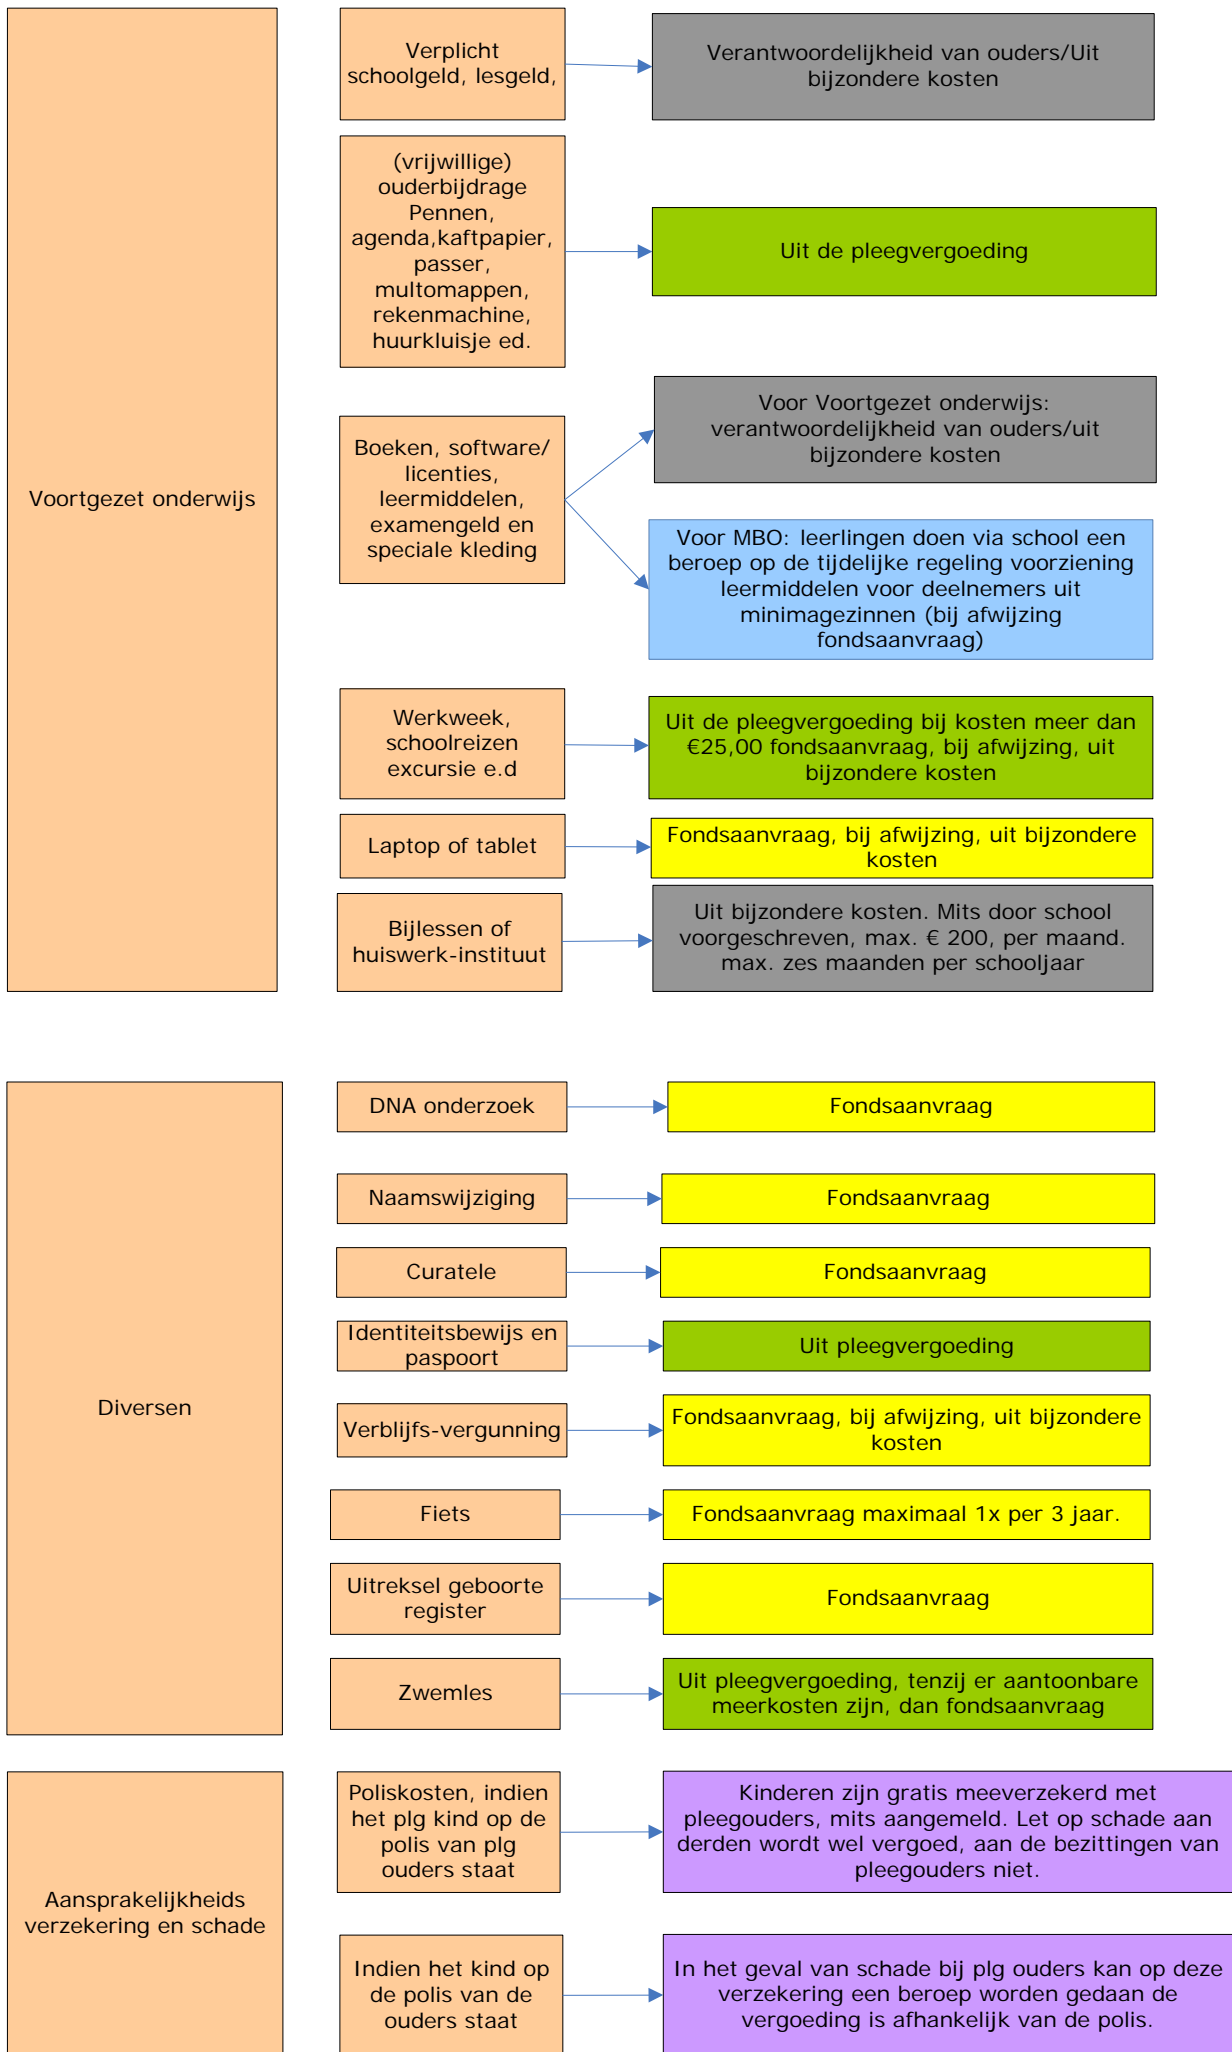 Voortgezet onderwijs
Verplicht
schoolgeld, lesgeld,
Verantwoordelijkheid van ouders/Uit
bijzondere kosten
(vrijwillige)
ouderbijdrage
Pennen,
agenda,kaftpapier,
passer,
multomappen,
rekenmachine,
huurkluisje ed.
Uit de pleegvergoeding
Boeken, software/
licenties,
leermiddelen,
examengeld en
speciale kleding
Voor Voortgezet onderwijs:
verantwoordelijkheid van ouders/uit
bijzondere kosten
Voor MBO: leerlingen doen via school een
beroep op de tijdelijke regeling voorziening
leermiddelen voor deelnemers uit
minimagezinnen (bij afwijzing
fondsaanvraag)
Werkweek,
schoolreizen
excursie e.d
Uit de pleegvergoeding bij kosten meer dan
€25,00 fondsaanvraag, bij afwijzing, uit
bijzondere kosten
Laptop of tablet
Fondsaanvraag, bij afwijzing, uit bijzondere
kosten
Bijlessen of
huiswerk-instituut
Uit bijzondere kosten. Mits door school
voorgeschreven, max. € 200, per maand.
max. zes maanden per schooljaar
Diversen
DNA onderzoek
Fondsaanvraag
Naamswijziging
Fondsaanvraag
Curatele
Fondsaanvraag
Identiteitsbewijs en
paspoort
Uit pleegvergoeding
Verblijfs-vergunning
Fondsaanvraag, bij afwijzing, uit bijzondere
kosten
Fiets
Fondsaanvraag maximaal 1x per 3 jaar.
Uitreksel geboorte
register
Fondsaanvraag
Zwemles
Uit pleegvergoeding, tenzij er aantoonbare
meerkosten zijn, dan fondsaanvraag
Aansprakelijkheids
verzekering en schade
Poliskosten, indien
het plg kind op de
polis van plg
ouders staat
Kinderen zijn gratis meeverzekerd met
pleegouders, mits aangemeld. Let op schade aan
derden wordt wel vergoed, aan de bezittingen van
pleegouders niet.
Indien het kind op
de polis van de
ouders staat
In het geval van schade bij plg ouders kan op deze
verzekering een beroep worden gedaan de
vergoeding is afhankelijk van de polis.